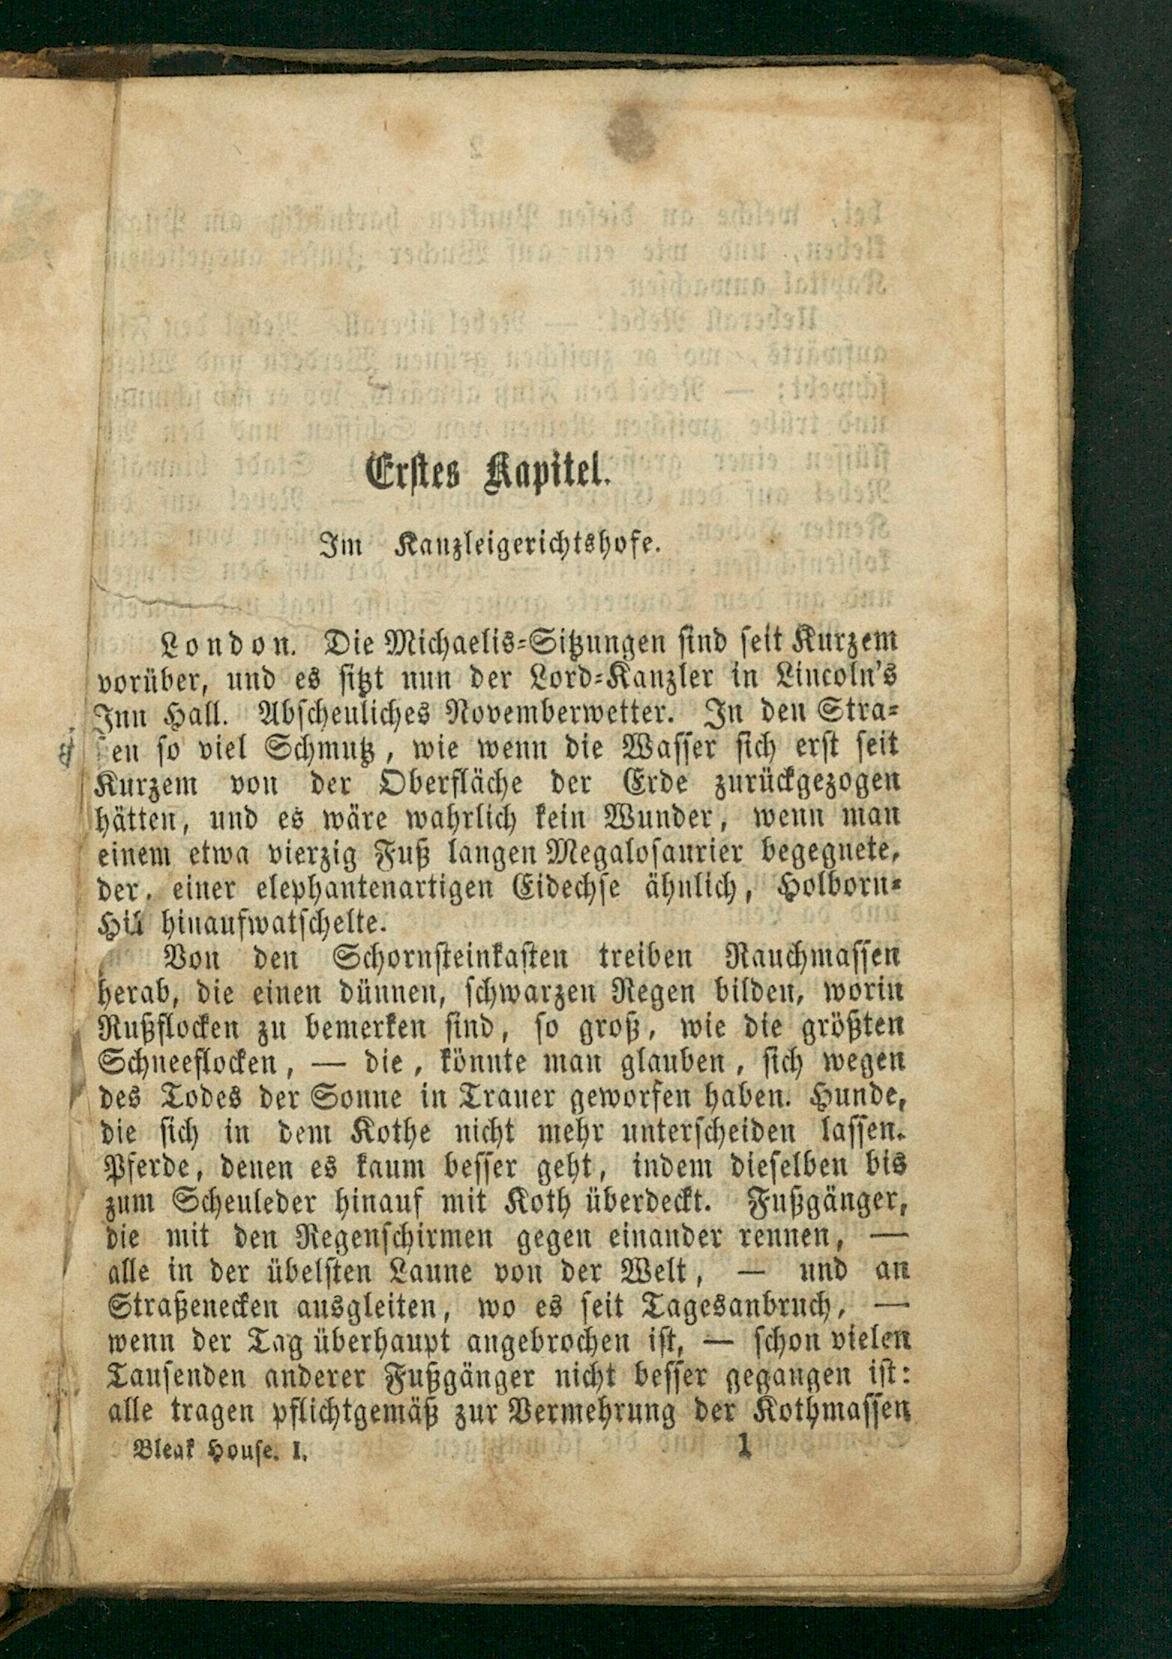 Erstes Kapitel.
Im Kanzleigerichtshofe.
London. Die Michaelis-Sitzungen sind seit Kurzem
vorüber, und es sitzt nun der Lord-Kanzler in Lincoln's
Inn Hall. Abscheuliches Novemberwetter. In den Stra-
ßen so viel Schmutz, wie wenn die Wasser sich erst seit
Kurzem von der Oberfläche der Erde zurückgezogen
hätten, und es wäre wahrlich kein Wunder, wenn man
einem etwa vierzig Fuß langen Megalosaurier begegnete,
der, einer elephantenartigen Eidechse ähnlich, Holborn-
Hill hinaufwatschelte.
Von den Schornsteinkasten treiben Rauchmassen
herab, die einen dünnen, schwarzen Regen bilden, worin
Rußflocken zu bemerken sind, so groß, wie die größten
Schneeflocken, — die, könnte man glauben, sich wegen
des Todes der Sonne in Trauer geworfen haben. Hunde,
die sich in dem Kothe nicht mehr unterscheiden lassen.
Pferde, denen es kaum besser geht, indem dieselben bis
zum Scheuleder hinauf mit Koth überdeckt. Fußgänger,
die mit den Regenschirmen gegen einander rennen, —
alle in der übelsten Laune von der Welt, — und an
Straßenecken ausgleiten, wo es seit Tagesanbruch, —
wenn der Tag überhaupt angebrochen ist, — schon vielen
Tausenden anderer Fußgänger nicht besser gegangen ist:
alle tragen pflichtgemäß zur Vermehrung der Kothmassen
Bleak House. I. 1